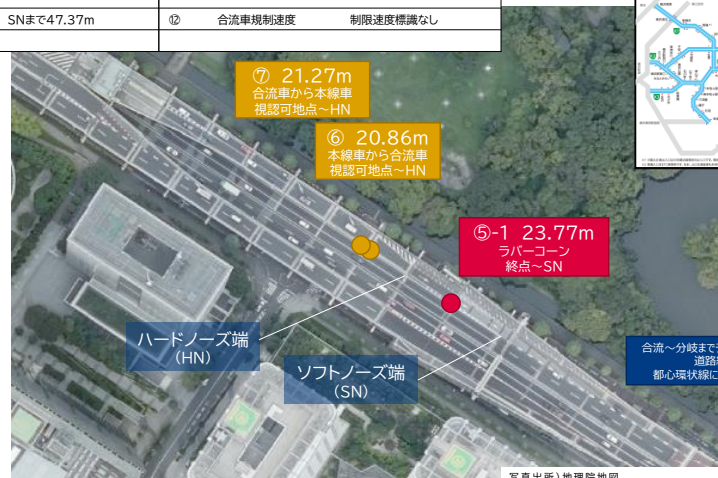 SNまで47.37m
⑫ 合流車規制速度 制限速度標識なし
⑦ 21.27m
合流車から本線車
視認可地点～HN
⑥ 20.86m
本線車から合流車
視認可地点～HN
⑤-1 23.77m
ラバーコーン
終点～SN
ハードノーズ端
(HN)
ソフトノーズ端
(SN)
合流～分岐まで
道路
都心環状線に
写真出所)地理院地図